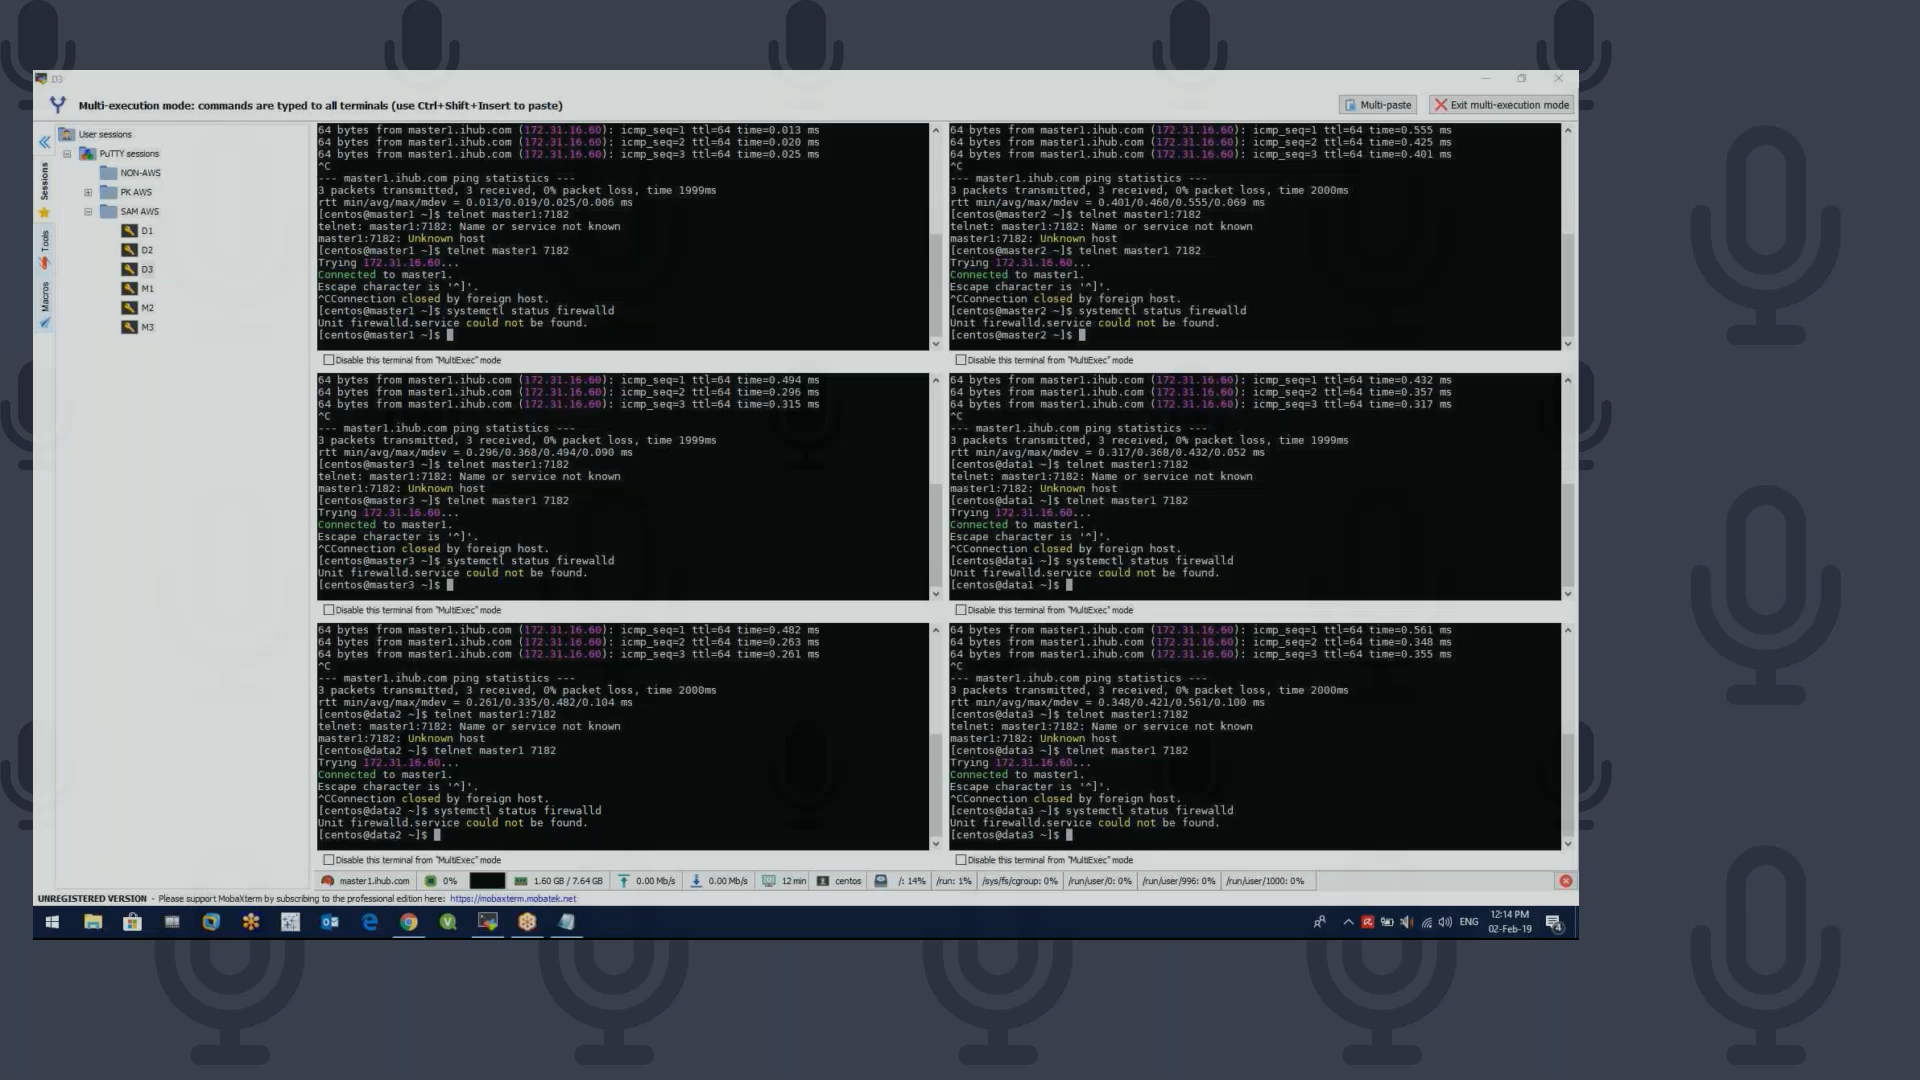 D3
Multi-execution mode: commands are typed to all terminals (use Ctrl+Shift+Insert to paste)
Multi-paste
Exit multi-execution mode
Sessions
Tools
Macros
User sessions
PuTTY sessions
NON-AWS
PK AWS
SAM AWS
D1
D2
D3
M1
M2
M3
64 bytes from master1.ihub.com (172.31.16.60): icmp_seq=1 ttl=64 time=0.013 ms
64 bytes from master1.ihub.com (172.31.16.60): icmp_seq=2 ttl=64 time=0.020 ms
64 bytes from master1.ihub.com (172.31.16.60): icmp_seq=3 ttl=64 time=0.025 ms
^C
--- master1.ihub.com ping statistics ---
3 packets transmitted, 3 received, 0% packet loss, time 1999ms
rtt min/avg/max/mdev = 0.013/0.019/0.025/0.006 ms
[centos@master1 ~]$ telnet master1:7182
telnet: master1:7182: Name or service not known
master1:7182: Unknown host
[centos@master1 ~]$ telnet master1 7182
Trying 172.31.16.60...
Connected to master1.
Escape character is '^]'.
^CConnection closed by foreign host.
[centos@master1 ~]$ systemctl status firewalld
Unit firewalld.service could not be found.
[centos@master1 ~]$
Disable this terminal from "MultiExec" mode
64 bytes from master1.ihub.com (172.31.16.60): icmp_seq=1 ttl=64 time=0.555 ms
64 bytes from master1.ihub.com (172.31.16.60): icmp_seq=2 ttl=64 time=0.425 ms
64 bytes from master1.ihub.com (172.31.16.60): icmp_seq=3 ttl=64 time=0.401 ms
^C
--- master1.ihub.com ping statistics ---
3 packets transmitted, 3 received, 0% packet loss, time 2000ms
rtt min/avg/max/mdev = 0.401/0.460/0.555/0.069 ms
[centos@master2 ~]$ telnet master1:7182
telnet: master1:7182: Name or service not known
master1:7182: Unknown host
[centos@master2 ~]$ telnet master1 7182
Trying 172.31.16.60...
Connected to master1.
Escape character is '^]'.
^CConnection closed by foreign host.
[centos@master2 ~]$ systemctl status firewalld
Unit firewalld.service could not be found.
[centos@master2 ~]$
Disable this terminal from "MultiExec" mode
64 bytes from master1.ihub.com (172.31.16.60): icmp_seq=1 ttl=64 time=0.494 ms
64 bytes from master1.ihub.com (172.31.16.60): icmp_seq=2 ttl=64 time=0.296 ms
64 bytes from master1.ihub.com (172.31.16.60): icmp_seq=3 ttl=64 time=0.315 ms
^C
--- master1.ihub.com ping statistics ---
3 packets transmitted, 3 received, 0% packet loss, time 1999ms
rtt min/avg/max/mdev = 0.296/0.368/0.494/0.090 ms
[centos@master3 ~]$ telnet master1:7182
telnet: master1:7182: Name or service not known
master1:7182: Unknown host
[centos@master3 ~]$ telnet master1 7182
Trying 172.31.16.60...
Connected to master1.
Escape character is '^]'.
^CConnection closed by foreign host.
[centos@master3 ~]$ systemctl status firewalld
Unit firewalld.service could not be found.
[centos@master3 ~]$
Disable this terminal from "MultiExec" mode
64 bytes from master1.ihub.com (172.31.16.60): icmp_seq=1 ttl=64 time=0.432 ms
64 bytes from master1.ihub.com (172.31.16.60): icmp_seq=2 ttl=64 time=0.357 ms
64 bytes from master1.ihub.com (172.31.16.60): icmp_seq=3 ttl=64 time=0.317 ms
^C
--- master1.ihub.com ping statistics ---
3 packets transmitted, 3 received, 0% packet loss, time 1999ms
rtt min/avg/max/mdev = 0.317/0.368/0.432/0.052 ms
[centos@data1 ~]$ telnet master1:7182
telnet: master1:7182: Name or service not known
master1:7182: Unknown host
[centos@data1 ~]$ telnet master1 7182
Trying 172.31.16.60...
Connected to master1.
Escape character is '^]'.
^CConnection closed by foreign host.
[centos@data1 ~]$ systemctl status firewalld
Unit firewalld.service could not be found.
[centos@data1 ~]$
Disable this terminal from "MultiExec" mode
64 bytes from master1.ihub.com (172.31.16.60): icmp_seq=1 ttl=64 time=0.482 ms
64 bytes from master1.ihub.com (172.31.16.60): icmp_seq=2 ttl=64 time=0.263 ms
64 bytes from master1.ihub.com (172.31.16.60): icmp_seq=3 ttl=64 time=0.261 ms
^C
--- master1.ihub.com ping statistics ---
3 packets transmitted, 3 received, 0% packet loss, time 2000ms
rtt min/avg/max/mdev = 0.261/0.335/0.482/0.104 ms
[centos@data2 ~]$ telnet master1:7182
telnet: master1:7182: Name or service not known
master1:7182: Unknown host
[centos@data2 ~]$ telnet master1 7182
Trying 172.31.16.60...
Connected to master1.
Escape character is '^]'.
^CConnection closed by foreign host.
[centos@data2 ~]$ systemctl status firewalld
Unit firewalld.service could not be found.
[centos@data2 ~]$
Disable this terminal from "MultiExec" mode
64 bytes from master1.ihub.com (172.31.16.60): icmp_seq=1 ttl=64 time=0.561 ms
64 bytes from master1.ihub.com (172.31.16.60): icmp_seq=2 ttl=64 time=0.348 ms
64 bytes from master1.ihub.com (172.31.16.60): icmp_seq=3 ttl=64 time=0.355 ms
^C
--- master1.ihub.com ping statistics ---
3 packets transmitted, 3 received, 0% packet loss, time 2000ms
rtt min/avg/max/mdev = 0.348/0.421/0.561/0.100 ms
[centos@data3 ~]$ telnet master1:7182
telnet: master1:7182: Name or service not known
master1:7182: Unknown host
[centos@data3 ~]$ telnet master1 7182
Trying 172.31.16.60...
Connected to master1.
Escape character is '^]'.
^CConnection closed by foreign host.
[centos@data3 ~]$ systemctl status firewalld
Unit firewalld.service could not be found.
[centos@data3 ~]$
Disable this terminal from "MultiExec" mode
master1.ihub.com 0% 1.60 GB / 7.64 GB 0.00 Mb/s 0.00 Mb/s 12 min centos /: 14% /run: 1% /sys/fs/cgroup: 0% /run/user/0: 0% /run/user/996: 0% /run/user/1000: 0%
UNREGISTERED VERSION - Please support MobaXterm by subscribing to the professional edition here: https://mobaxterm.mobatek.net
ENG
12:14 PM
02-Feb-19
4